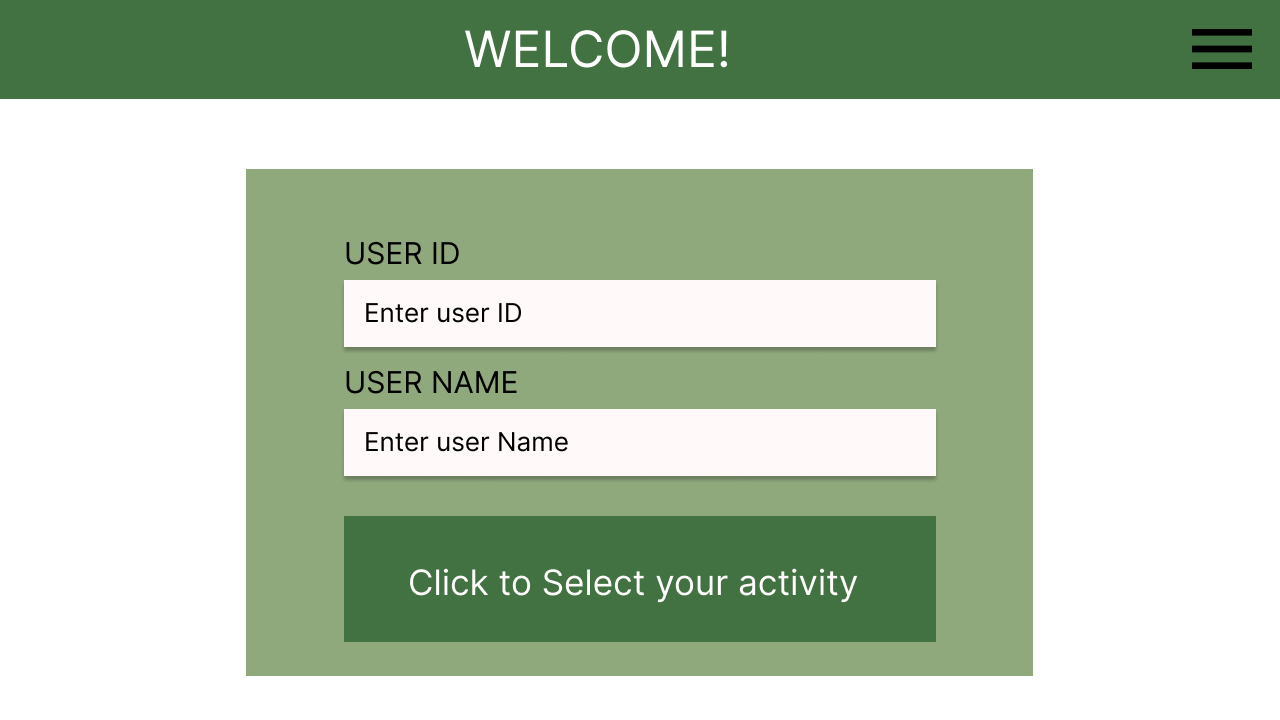 WELCOME!
USER ID
Enter user ID
USER NAME
Enter user Name
Click to Select your activity